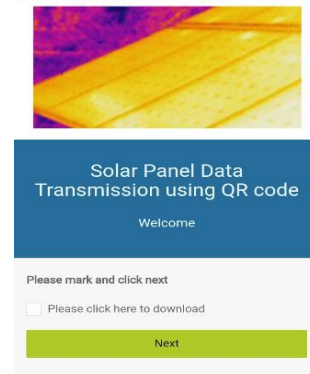 Solar Panel Data
Transmission using QR code
Welcome
Please mark and click next
Please click here to download
Next